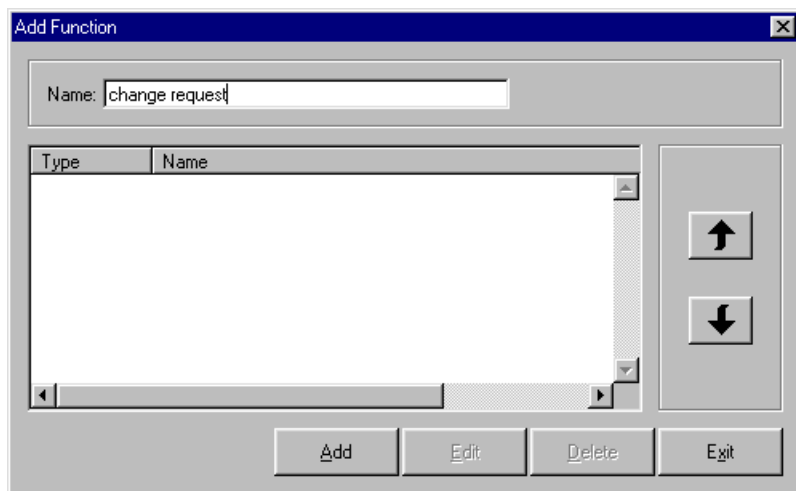 Add Function
Name: change request
Type Name
Add Edit Delete Exit